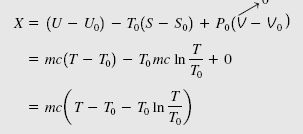 X = (U − U₀) − T₀(S − S₀) + P₀(V − V₀)⁰
= mc(T − T₀) − T₀mc ln T/T₀ + 0
= mc(T − T₀ − T₀ ln T/T₀)